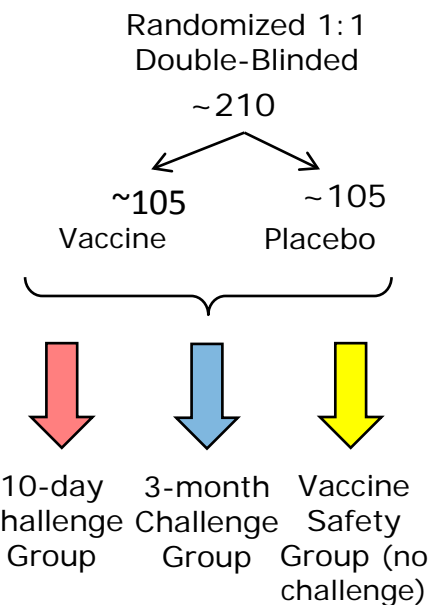 Randomized 1:1
Double-Blinded
~210
~105 ~105
Vaccine Placebo
10-day
hallenge
Group
3-month
Challenge
Group
Vaccine
Safety
Group (no
challenge)